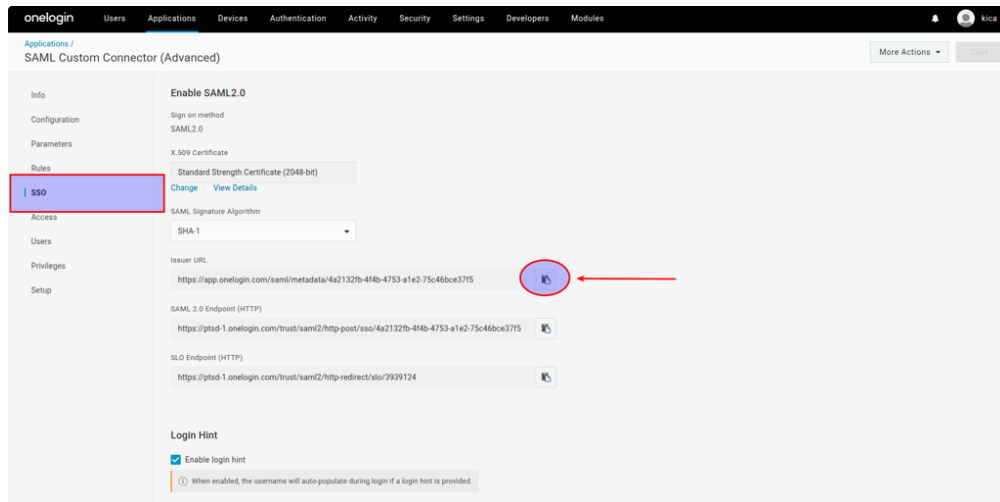 onelogin Users Applications Devices Authentication Activity Security Settings Developers Modules kica
Applications /
SAML Custom Connector (Advanced)
More Actions
Save
Info
Configuration
Parameters
Rules
SSO
Access
Users
Privileges
Setup
Enable SAML2.0
Sign on method
SAML2.0
X.509 Certificate
Standard Strength Certificate (2048-bit)
Change View Details
SAML Signature Algorithm
SHA-1
Issuer URL
https://app.onelogin.com/saml/metadata/4a2132fb-4f4b-4753-a1e2-75c46bce37f5
SAML 2.0 Endpoint (HTTP)
https://ptsd-1.onelogin.com/trust/saml2/http-post/sso/4a2132fb-4f4b-4753-a1e2-75c46bce37f5
SLO Endpoint (HTTP)
https://ptsd-1.onelogin.com/trust/saml2/http-redirect/slo/3939124
Login Hint
Enable login hint
When enabled, the username will auto-populate during login if a login hint is provided.